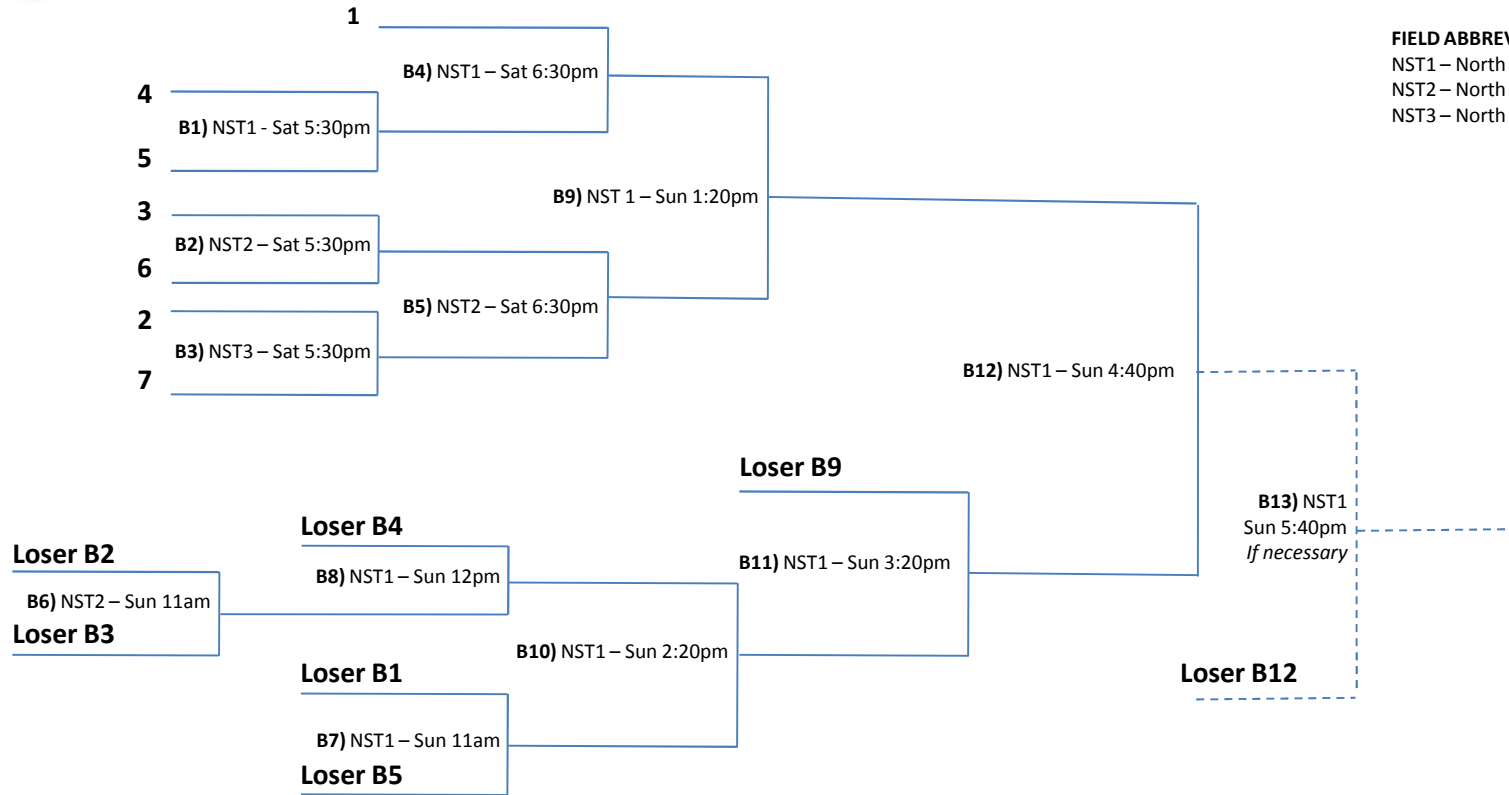 1
FIELD ABBREV
NST1 – North
NST2 – North
NST3 – North
B4) NST1 – Sat 6:30pm
4
B1) NST1 - Sat 5:30pm
5
B9) NST 1 – Sun 1:20pm
3
B2) NST2 – Sat 5:30pm
6
B5) NST2 – Sat 6:30pm
2
B3) NST3 – Sat 5:30pm
7
B12) NST1 – Sun 4:40pm
Loser B9
B13) NST1
Sun 5:40pm
If necessary
Loser B4
Loser B2
B11) NST1 – Sun 3:20pm
B8) NST1 – Sun 12pm
B6) NST2 – Sun 11am
Loser B3
B10) NST1 – Sun 2:20pm
Loser B1
Loser B12
B7) NST1 – Sun 11am
Loser B5